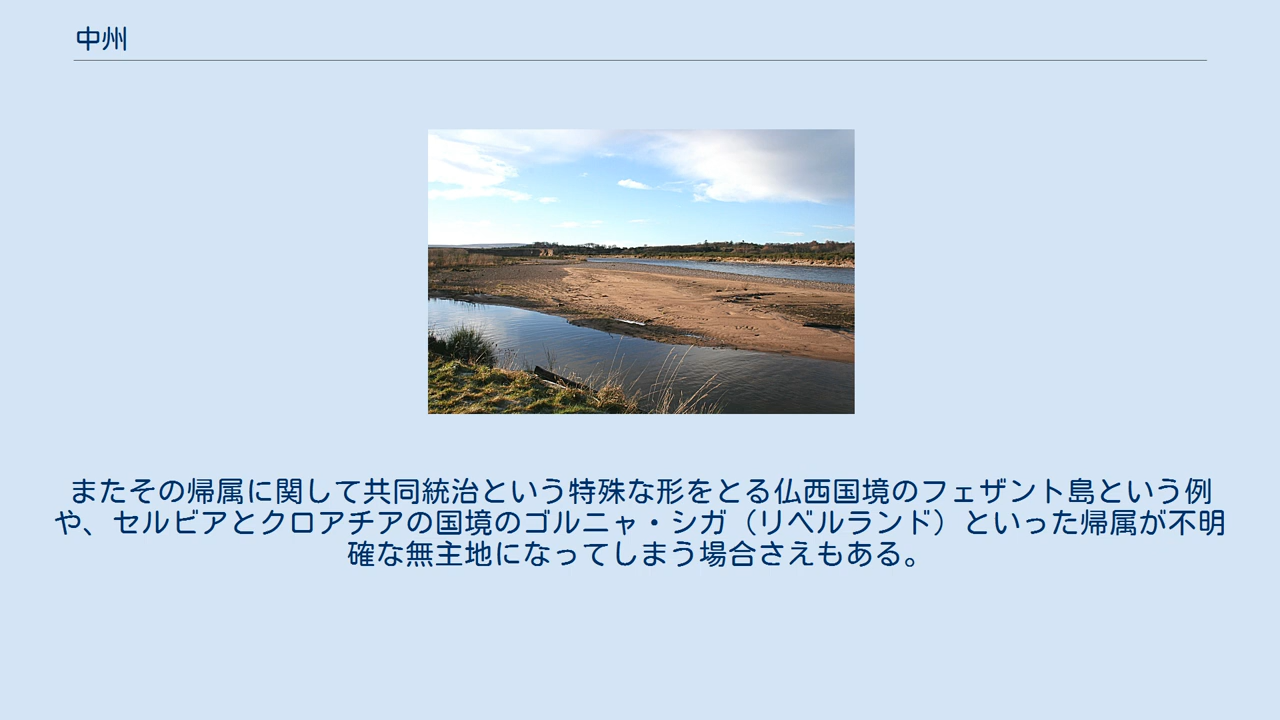 中州
またその帰属に関して共同統治という特殊な形をとる仏西国境のフェザント島という例
や、セルビアとクロアチアの国境のゴルニャ・シガ（リベルランド）といった帰属が不明
確な無主地になってしまう場合さえもある。